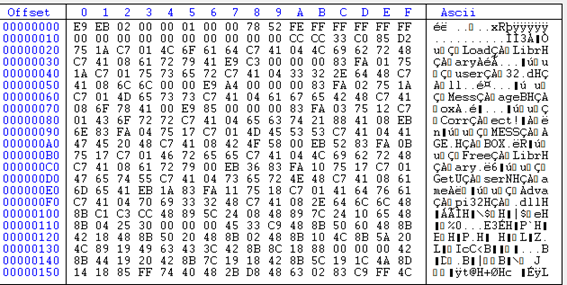 Offset 0 1 2 3 4 5 6 7 8 9 A B C D E F Ascii
00000000 E9 EB 02 00 00 01 00 00 78 52 FE FF FF FF FF FF éë xRþÿÿÿÿÿ
00000010 00 00 00 00 00 00 00 00 00 00 CC CC 33 C0 85 D2 ÌÌ3À Ò
00000020 75 1A C7 01 4C 6F 61 64 C7 41 04 4C 69 62 72 48 u Ç LoadÇA LibrH
00000030 C7 41 08 61 72 79 41 E9 C3 00 00 00 83 FA 01 75 ÇA aryAéÃ... ú u
00000040 1A C7 01 75 73 65 72 C7 41 04 33 32 2E 64 48 C7 Ç userÇA 32.dHÇ
00000050 41 08 6C 6C 00 00 E9 A4 00 00 00 83 FA 02 75 1A A ll..é¤... ú u
00000060 C7 01 4D 65 73 73 C7 41 04 61 67 65 42 48 C7 41 Ç MessÇA ageBHÇA
00000070 08 6F 78 41 00 E9 85 00 00 00 83 FA 03 75 12 C7 oxA.é ... ú u Ç
00000080 01 43 6F 72 72 C7 41 04 65 63 74 21 88 41 08 EB CorrÇA ect! A ë
00000090 6E 83 FA 04 75 17 C7 01 4D 45 53 53 C7 41 04 41 n ú u Ç MESSÇA A
000000A0 47 45 20 48 C7 41 08 42 4F 58 00 EB 52 83 FA 0B GE HÇA BOX.ëR ú
000000B0 75 17 C7 01 46 72 65 65 C7 41 04 4C 69 62 72 48 u Ç FreeÇA LibrH
000000C0 C7 41 08 61 72 79 00 EB 36 83 FA 10 75 17 C7 01 ÇA ary.ë6 ú u Ç
000000D0 47 65 74 55 C7 41 04 73 65 72 4E 48 C7 41 08 61 GetUÇA serNHÇA a
000000E0 6D 65 41 EB 1A 83 FA 11 75 18 C7 01 41 64 76 61 meAë ú u Ç Adva
000000F0 C7 41 04 70 69 33 32 48 C7 41 08 2E 64 6C 6C 48 ÇA pi32HÇA .dllH
00000100 8B C1 C3 CC 48 89 5C 24 08 48 89 7C 24 10 65 48 ÁÃÌH \$ H |$ eH
00000110 8B 04 25 30 00 00 00 45 33 C9 48 8B 50 60 48 8B %0...E3ÉH P`H
00000120 42 18 48 8B 50 20 48 8B 02 48 8B 10 4C 8B 5A 20 B H P H H L Z
00000130 4C 89 19 49 63 43 3C 42 8B 8C 18 88 00 00 00 42 L IcC<B ...B
00000140 8B 44 19 20 42 8B 7C 19 18 42 8B 5C 19 1C 4A 8D D B | B \ J
00000150 14 18 85 FF 74 40 48 2B D8 48 63 02 83 C9 FF 4C ÿt@H+ØHc ÉÿL